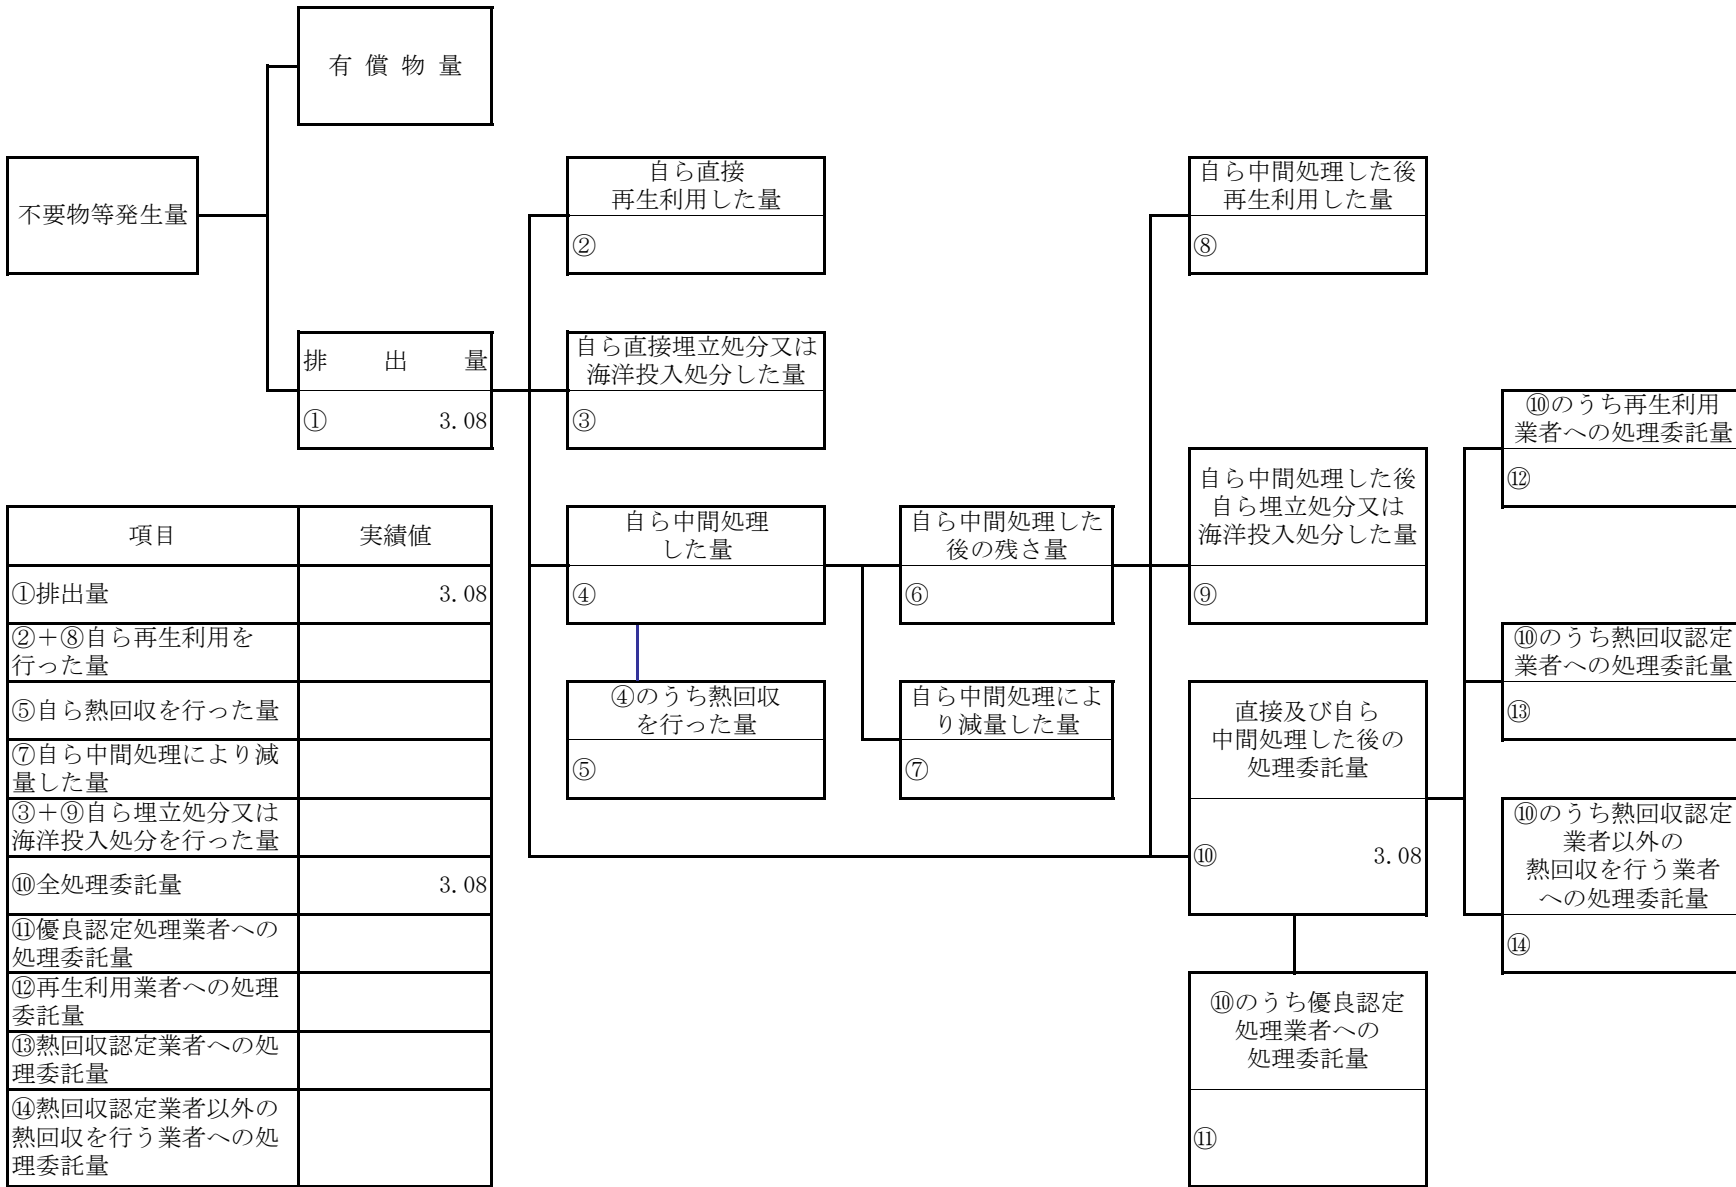 有 償 物 量
不要物等発生量
自ら直接
再生利用した量
②
自ら中間処理した後
再生利用した量
⑧
排 出 量
① 3.08
自ら直接埋立処分又は
海洋投入処分した量
③
⑩のうち再生利用
業者への処理委託量
⑫
自ら中間処理した後
自ら埋立処分又は
海洋投入処分した量
⑨
自ら中間処理
した量
④
自ら中間処理した
後の残さ量
⑥
⑩のうち熱回収認定
業者への処理委託量
⑬
④のうち熱回収
を行った量
⑤
自ら中間処理によ
り減量した量
⑦
直接及び自ら
中間処理した後の
処理委託量
⑩ 3.08
⑩のうち熱回収認定
業者以外の
熱回収を行う業者
への処理委託量
⑭
⑩のうち優良認定
処理業者への
処理委託量
⑪
項目 実績値
①排出量 3.08
②＋⑧自ら再生利用を
行った量
⑤自ら熱回収を行った量
⑦自ら中間処理により減
量した量
③＋⑨自ら埋立処分又は
海洋投入処分を行った量
⑩全処理委託量 3.08
⑪優良認定処理業者への
処理委託量
⑫再生利用業者への処理
委託量
⑬熱回収認定業者への処
理委託量
⑭熱回収認定業者以外の
熱回収を行う業者への処
理委託量